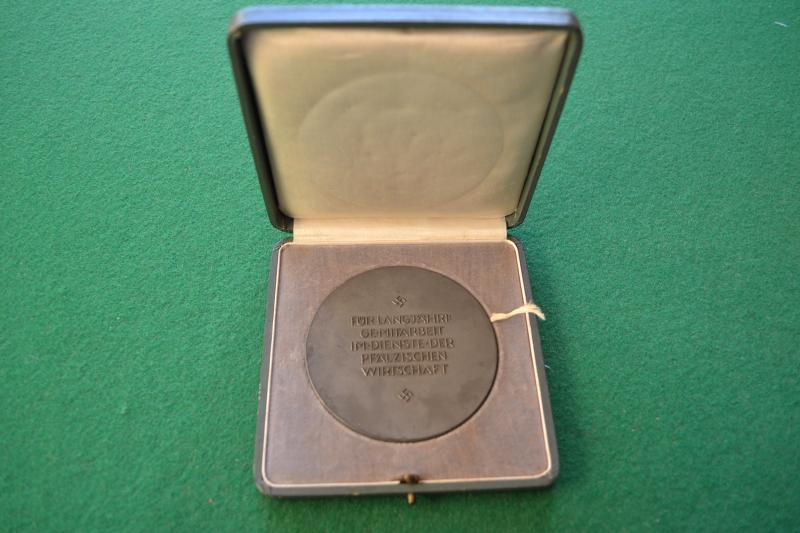 FÜR·LANGJÄHRI
GE·MITARBEIT
IM·DIENSTE·DER
PFÄLZISCHEN
WIRTSCHAFT